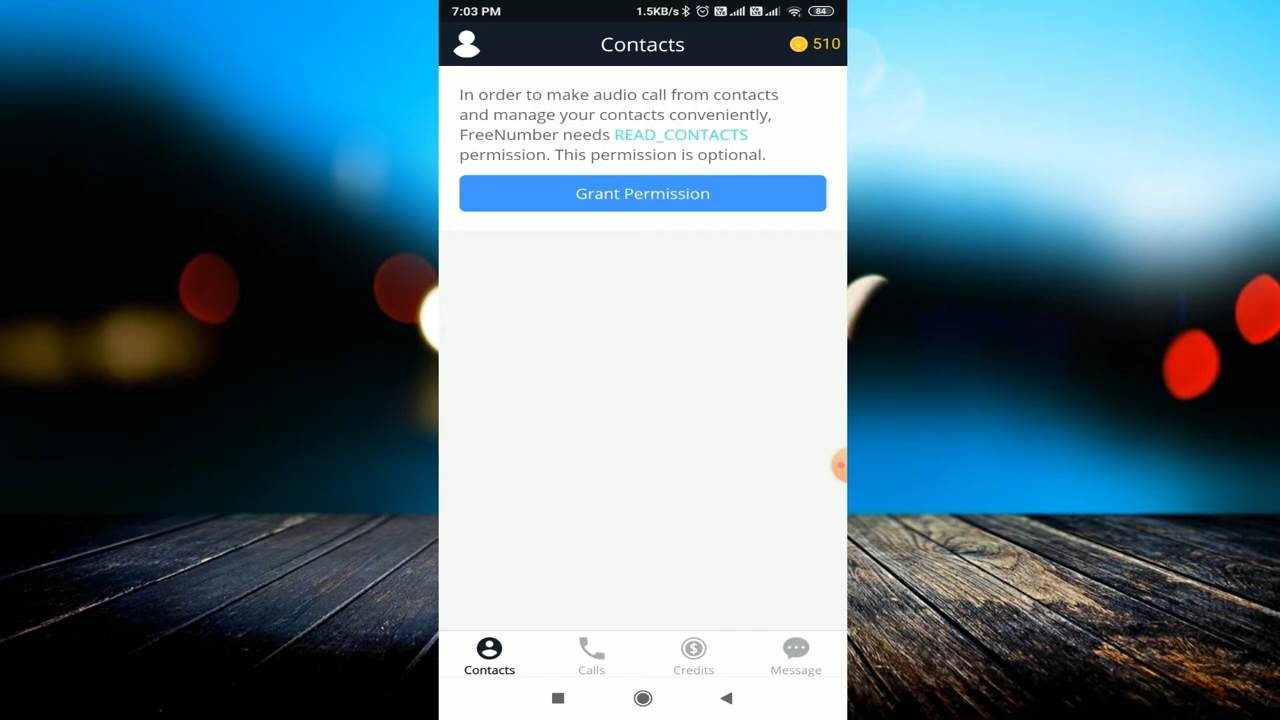 7:03 PM 1.5KB/s 84
Contacts 510
In order to make audio call from contacts
and manage your contacts conveniently,
FreeNumber needs READ_CONTACTS
permission. This permission is optional.
Grant Permission
Contacts Calls Credits Message